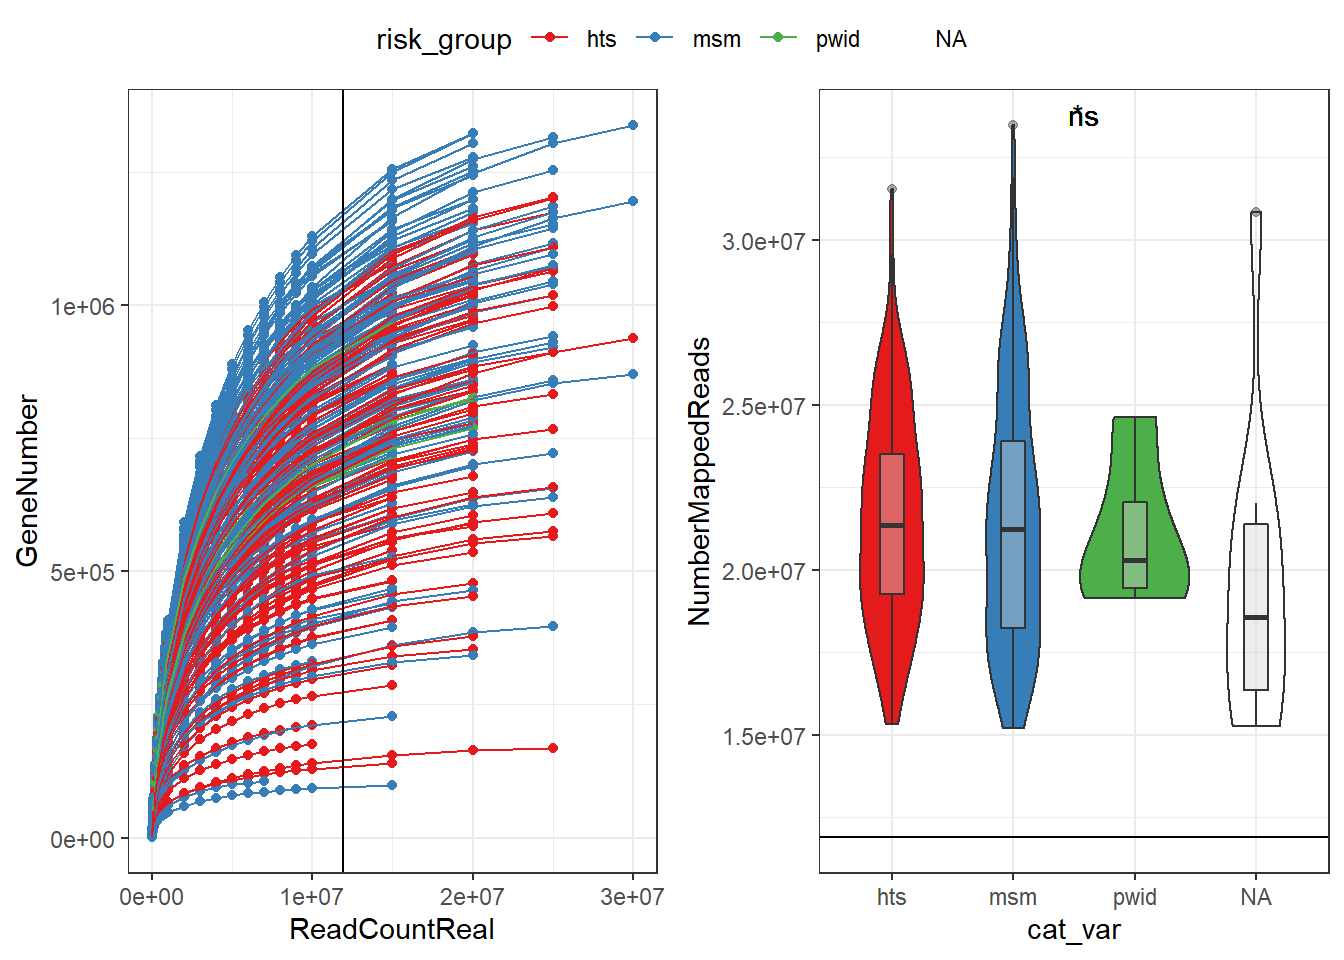 risk_group hts msm pwid NA
GeneNumber
1e+06
5e+05
0e+00
0e+00 1e+07 2e+07 3e+07
ReadCountReal
NumberMappedReads
3.0e+07
2.5e+07
2.0e+07
1.5e+07
ns
*
hts msm pwid NA
cat_var